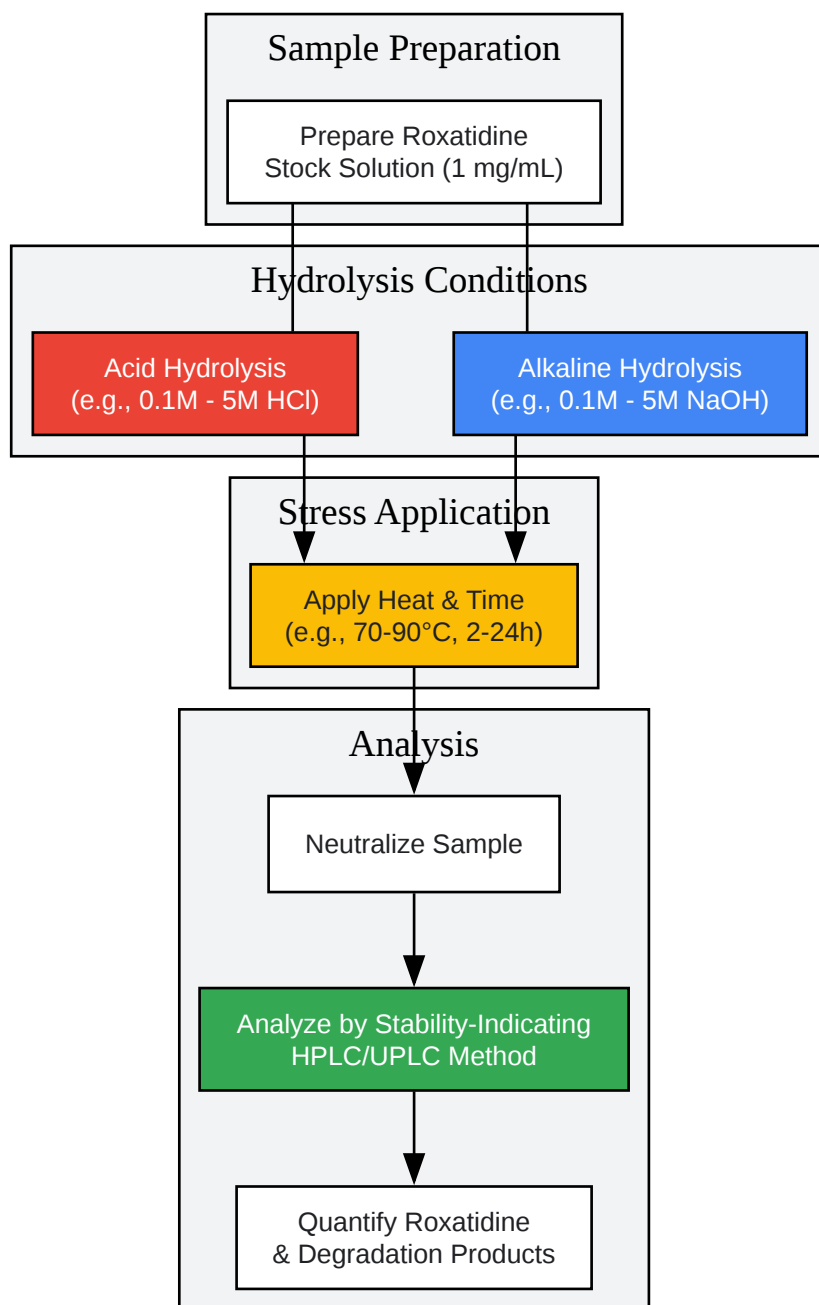 Sample Preparation
Prepare Roxatidine
Stock Solution (1 mg/mL)
Hydrolysis Conditions
Acid Hydrolysis
(e.g., 0.1M - 5M HCl)
Alkaline Hydrolysis
(e.g., 0.1M - 5M NaOH)
Stress Application
Apply Heat & Time
(e.g., 70-90°C, 2-24h)
Analysis
Neutralize Sample
Analyze by Stability-Indicating
HPLC/UPLC Method
Quantify Roxatidine
& Degradation Products